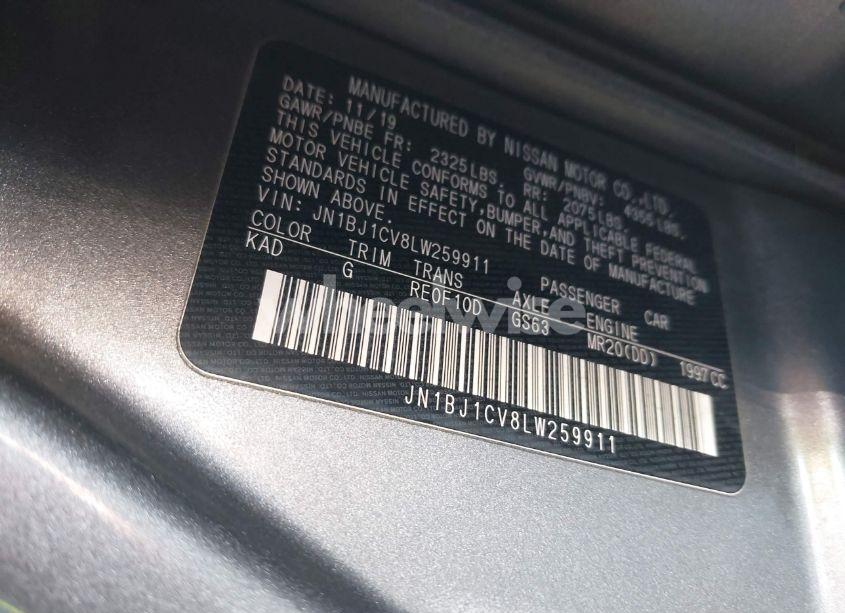 MANUFACTURED BY NISSAN MOTOR CO.,LTD.
DATE: 11/19 GVWR/PNBV: 4355LBS.
GAWR/PNBE FR: 2325LBS. RR: 2075LBS.
THIS VEHICLE CONFORMS TO ALL APPLICABLE FEDERAL
MOTOR VEHICLE SAFETY,BUMPER,AND THEFT PREVENTION
STANDARDS IN EFFECT ON THE DATE OF MANUFACTURE
SHOWN ABOVE.
VIN: JN1BJ1CV8LW259911 PASSENGER CAR
COLOR TRIM TRANS AXLE ENGINE
KAD G RE0F10D GS63 MR20(DD) 1997CC
JN1BJ1CV8LW259911
wheelwire